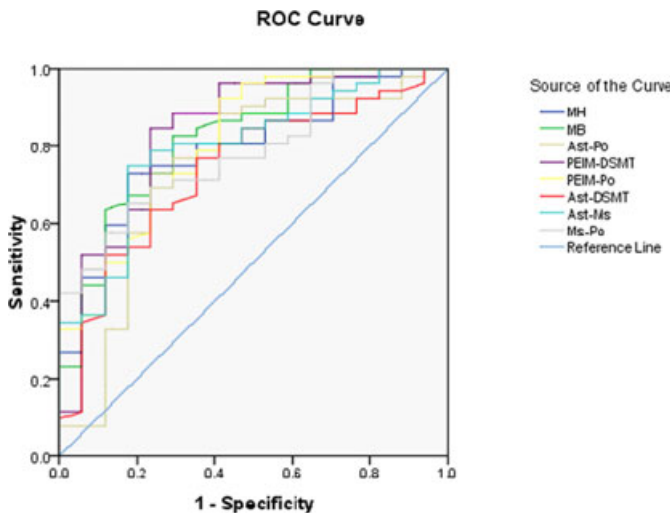 ROC Curve
1.0
0.8
0.6
0.4
0.2
0.0
Sensitivity
0.0 0.2 0.4 0.6 0.8 1.0
1 - Specificity
Source of the Curve
MH
MB
Ast-Po
PEIM-DSMT
PEIM-Po
Ast-DSMT
Ast-Ms
Ms-Po
Reference Line